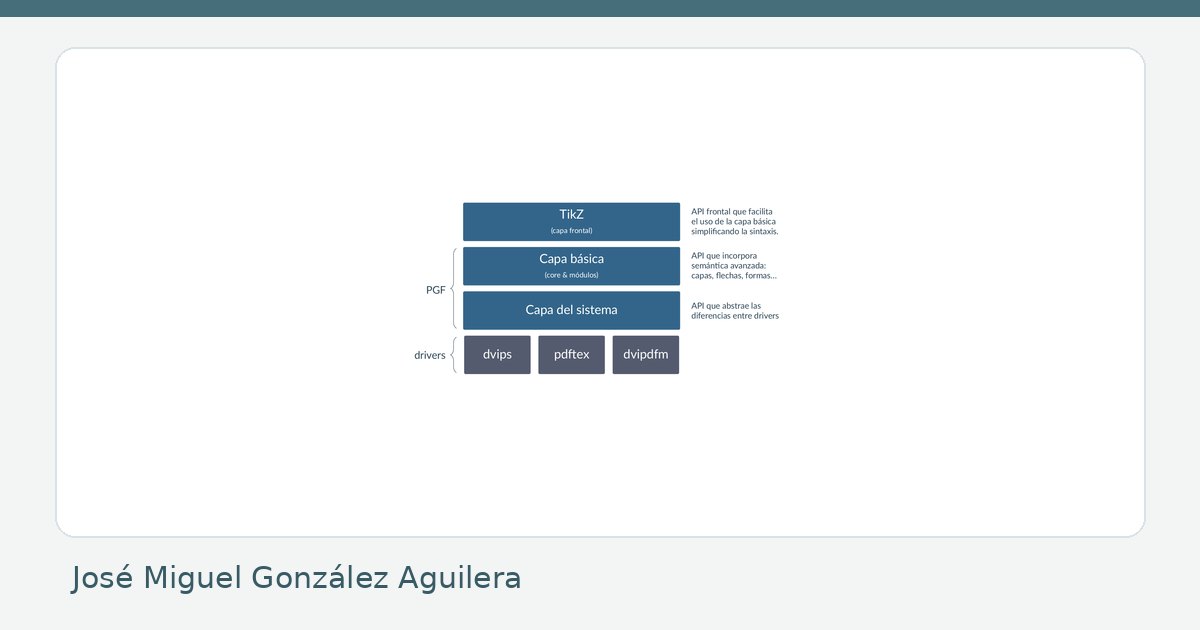 TikZ
(capa frontal)
API frontal que facilita
el uso de la capa básica
simplificando la sintaxis.
PGF
Capa básica
(core & módulos)
API que incorpora
semántica avanzada:
capas, flechas, formas...
Capa del sistema
API que abstrae las
diferencias entre drivers
drivers
dvips
pdftex
dvipdfm
José Miguel González Aguilera